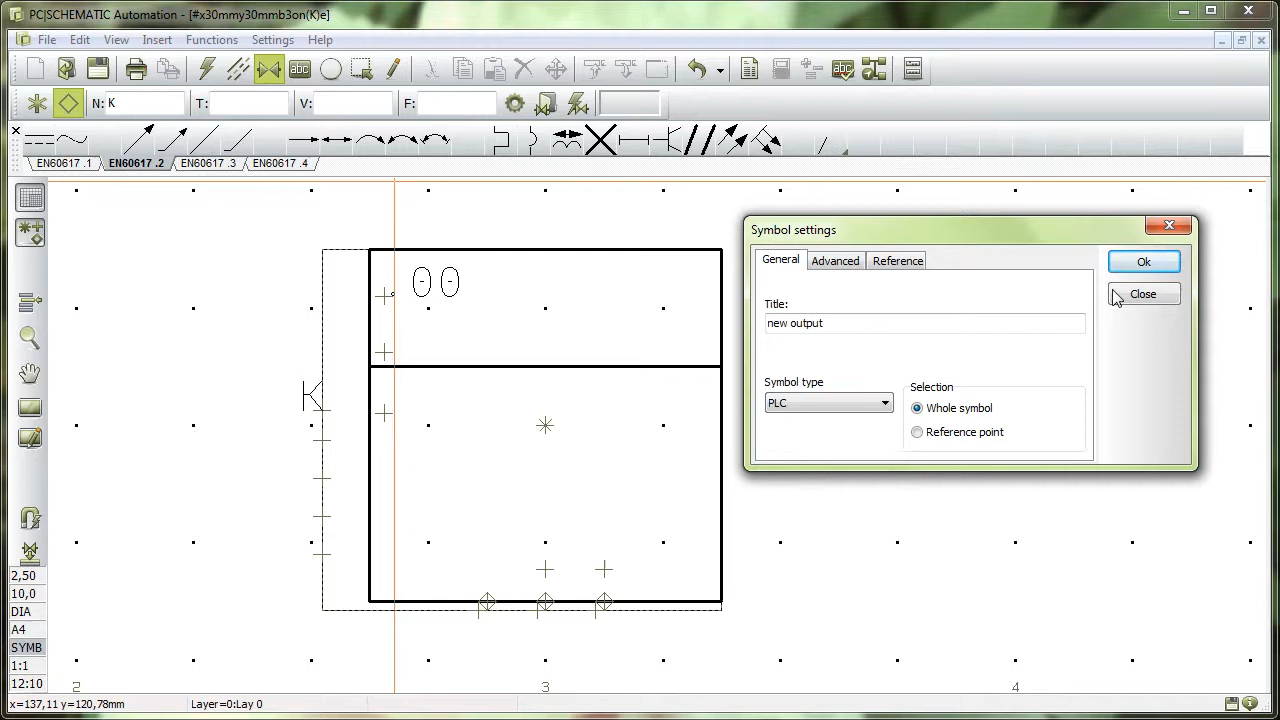 PC|SCHEMATIC Automation - [#x30mmy30mmb3on(K)e]
File Edit View Insert Functions Settings Help
N: K T: V: F:
EN60617 .1 EN60617 .2 EN60617 .3 EN60617 .4
K
00
Symbol settings
General Advanced Reference
Title:
new output
Symbol type
PLC
Selection
Whole symbol
Reference point
Ok
Close
2,50
10,0
DIA
A4
SYMB
1:1
12:10
2 3 4
x=137,11 y=120,78mm Layer=0:Lay 0